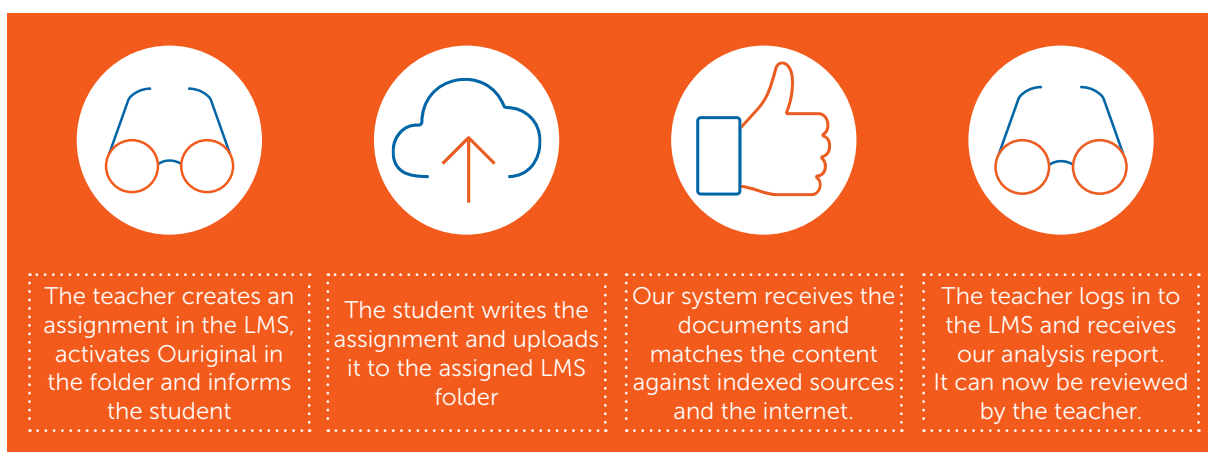 The teacher creates an
assignment in the LMS,
activates Ouriginal in
the folder and informs
the student
The student writes the
assignment and uploads
it to the assigned LMS
folder
Our system receives the
documents and
matches the content
against indexed sources
and the internet.
The teacher logs in to
the LMS and receives
our analysis report.
It can now be reviewed
by the teacher.